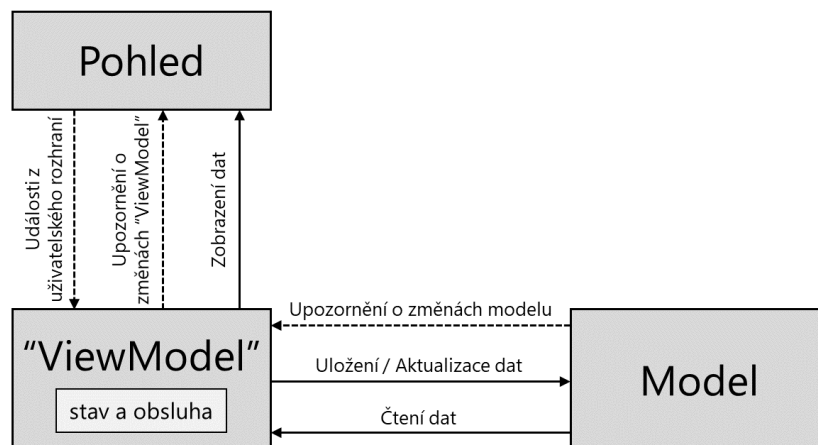 Pohled
Události z
uživatelského rozhraní
Upozornění o
změnách “ViewModel”
Zobrazení dat
“ViewModel”
stav a obsluha
Upozornění o změnách modelu
Uložení / Aktualizace dat
Čtení dat
Model